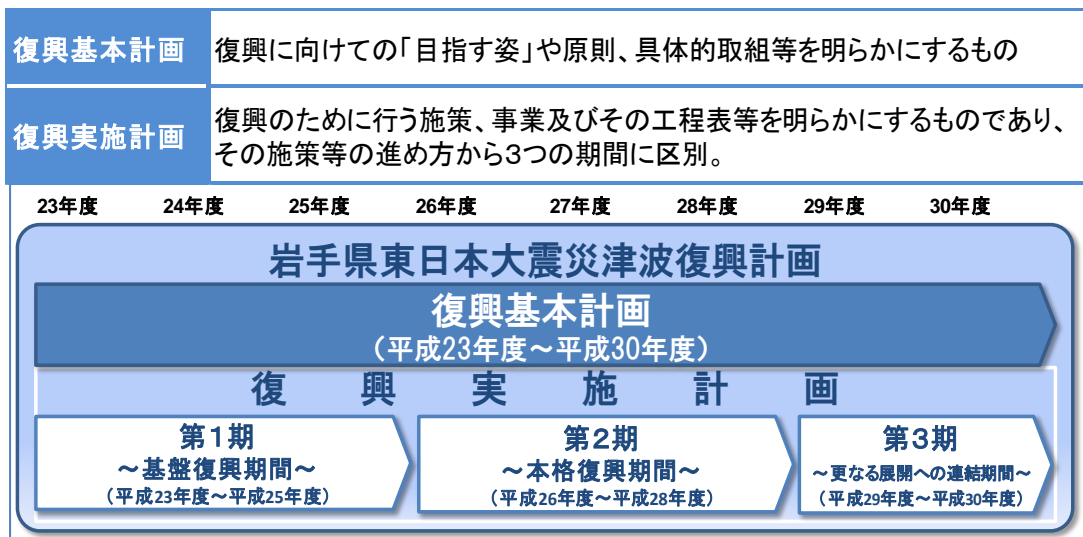 復興基本計画
復興に向けての「目指す姿」や原則、具体的取組等を明らかにするもの
復興実施計画
復興のために行う施策、事業及びその工程表等を明らかにするものであり、
その施策等の進め方から3つの期間に区別。
23年度 24年度 25年度 26年度 27年度 28年度 29年度 30年度
岩手県東日本大震災津波復興計画
復興基本計画
（平成23年度～平成30年度）
復興実施計画
第1期
～基盤復興期間～
（平成23年度～平成25年度）
第2期
～本格復興期間～
（平成26年度～平成28年度）
第3期
～更なる展開への連結期間～
（平成29年度～平成30年度）